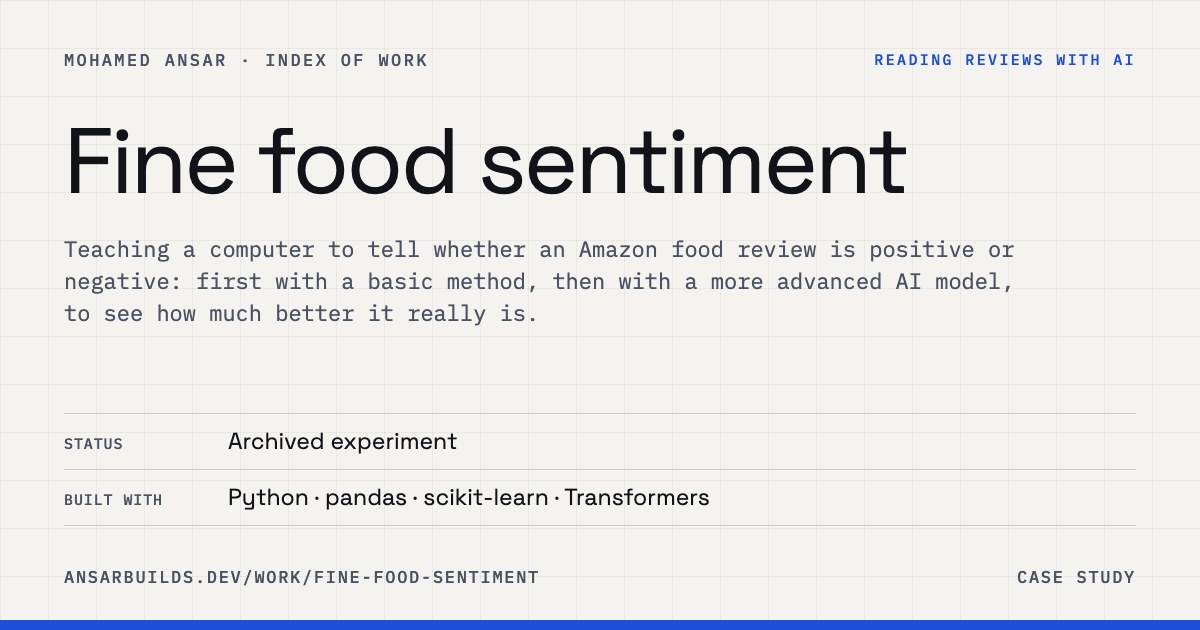 MOHAMED ANSAR · INDEX OF WORK
READING REVIEWS WITH AI
Fine food sentiment
Teaching a computer to tell whether an Amazon food review is positive or
negative: first with a basic method, then with a more advanced AI model,
to see how much better it really is.
STATUS Archived experiment
BUILT WITH Python · pandas · scikit-learn · Transformers
ANSARBUILDS.DEV/WORK/FINE-FOOD-SENTIMENT
CASE STUDY